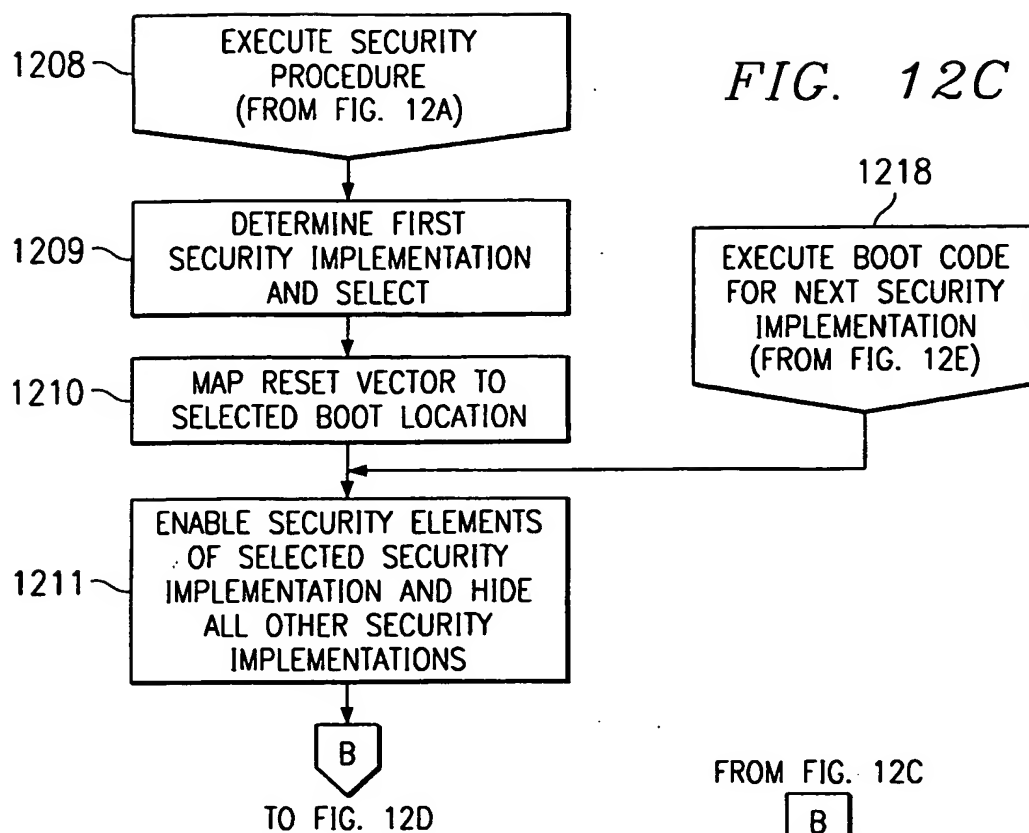 1208
EXECUTE SECURITY
PROCEDURE
(FROM FIG. 12A)
FIG. 12C
1209
DETERMINE FIRST
SECURITY IMPLEMENTATION
AND SELECT
1218
EXECUTE BOOT CODE
FOR NEXT SECURITY
IMPLEMENTATION
(FROM FIG. 12E)
1210
MAP RESET VECTOR TO
SELECTED BOOT LOCATION
1211
ENABLE SECURITY ELEMENTS
OF SELECTED SECURITY
IMPLEMENTATION AND HIDE
ALL OTHER SECURITY
IMPLEMENTATIONS
B
TO FIG. 12D
FROM FIG. 12C
B